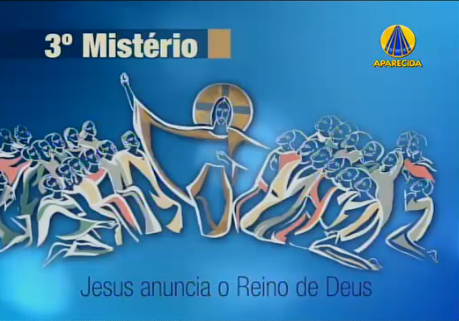 3º Mistério
APARECIDA
Jesus anuncia o Reino de Deus